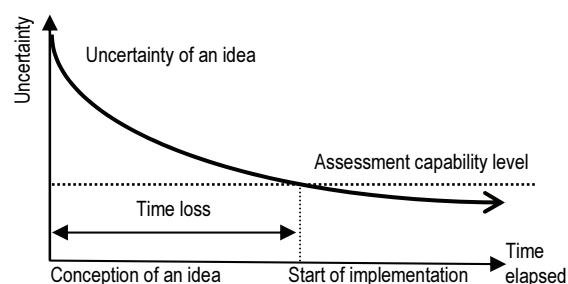 Uncertainty
Uncertainty of an idea
Assessment capability level
Time loss
Time
elapsed
Conception of an idea
Start of implementation